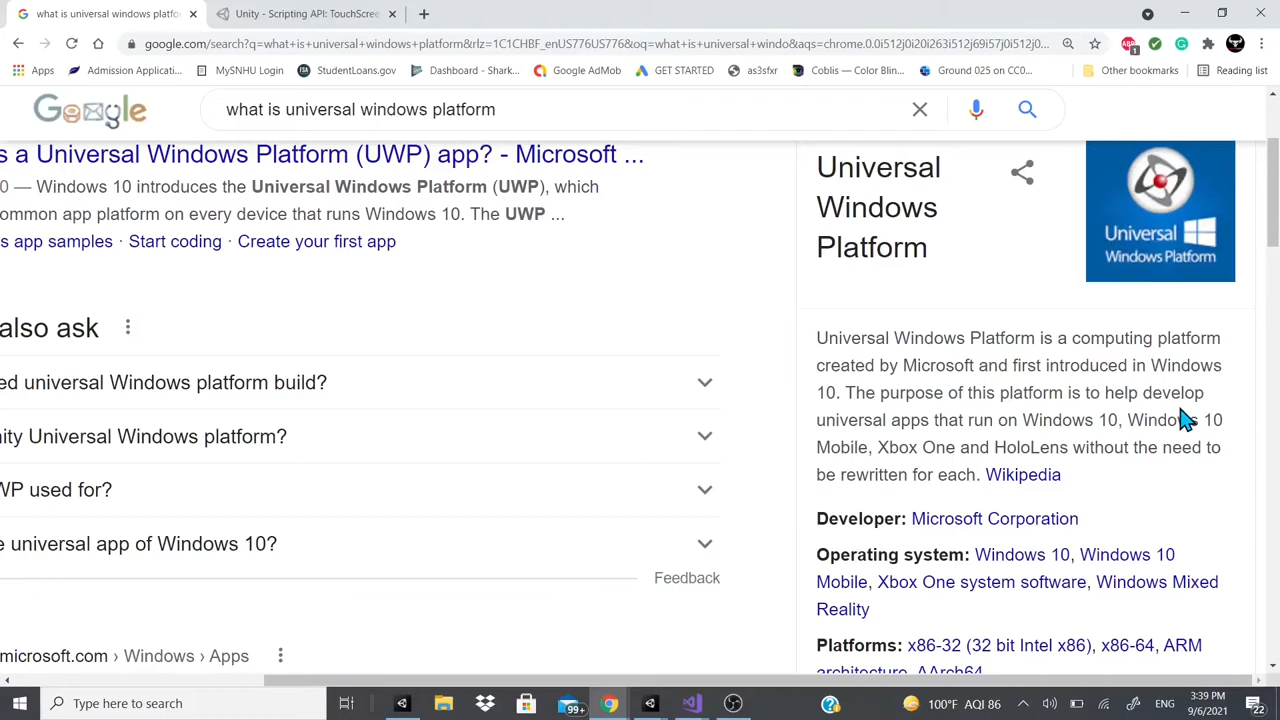 what is universal windows platfor
Unity - Scripting API: TouchScree
google.com/search?q=what+is+universal+windows+platform&rlz=1C1CHB_enUS776US776&oq=what+is+universal+windo&aqs=chrome.0.0i512j0i20i263i512j69i57j0i512j0...
Apps
Admission Applicati...
MySNHU Login
StudentLoans.gov
Dashboard - Shark...
Google AdMob
GET STARTED
as3sfxr
Coblis — Color Blin...
Ground 025 on CC0...
Other bookmarks
Reading list
what is universal windows platform
s a Universal Windows Platform (UWP) app? - Microsoft ...
0 — Windows 10 introduces the Universal Windows Platform (UWP), which
ommon app platform on every device that runs Windows 10. The UWP ...
s app samples · Start coding · Create your first app
also ask
ed universal Windows platform build?
nity Universal Windows platform?
WP used for?
e universal app of Windows 10?
Feedback
microsoft.com › Windows › Apps
Universal
Windows
Platform
Universal
Windows Platform
Universal Windows Platform is a computing platform
created by Microsoft and first introduced in Windows
10. The purpose of this platform is to help develop
universal apps that run on Windows 10, Windows 10
Mobile, Xbox One and HoloLens without the need to
be rewritten for each. Wikipedia
Developer: Microsoft Corporation
Operating system: Windows 10, Windows 10
Mobile, Xbox One system software, Windows Mixed
Reality
Platforms: x86-32 (32 bit Intel x86), x86-64, ARM
architecture, AArch64
Type here to search
99+
100°F AQI 86
ENG
3:39 PM
9/6/2021
22